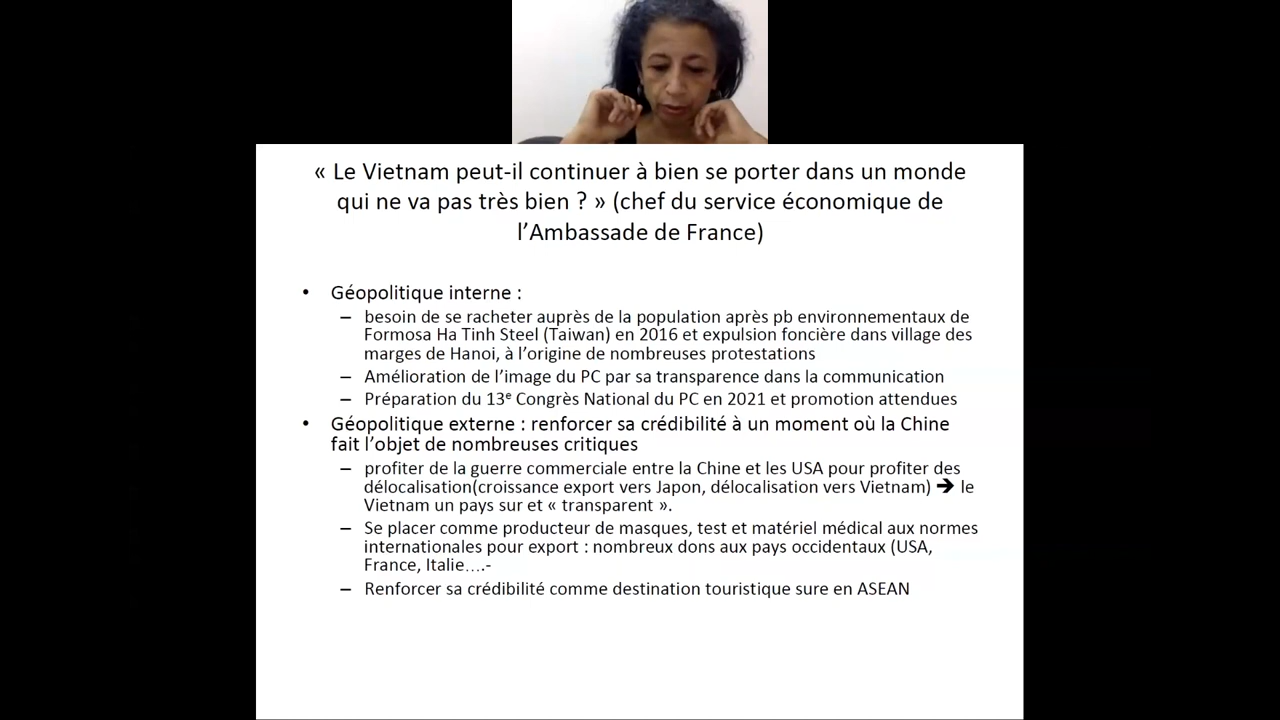 « Le Vietnam peut-il continuer à bien se porter dans un monde
qui ne va pas très bien ? » (chef du service économique de
l’Ambassade de France)
• Géopolitique interne :
– besoin de se racheter auprès de la population après pb environnementaux de
Formosa Ha Tinh Steel (Taiwan) en 2016 et expulsion foncière dans village des
marges de Hanoi, à l’origine de nombreuses protestations
– Amélioration de l’image du PC par sa transparence dans la communication
– Préparation du 13ᵉ Congrès National du PC en 2021 et promotion attendues
• Géopolitique externe : renforcer sa crédibilité à un moment où la Chine
fait l’objet de nombreuses critiques
– profiter de la guerre commerciale entre la Chine et les USA pour profiter des
délocalisation(croissance export vers Japon, délocalisation vers Vietnam) ➔ le
Vietnam un pays sur et « transparent ».
– Se placer comme producteur de masques, test et matériel médical aux normes
internationales pour export : nombreux dons aux pays occidentaux (USA,
France, Italie….-
– Renforcer sa crédibilité comme destination touristique sure en ASEAN